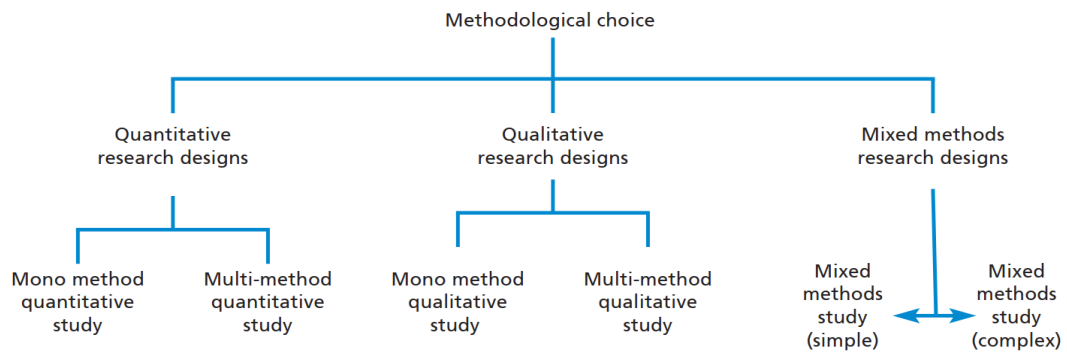 Methodological choice
Quantitative
research designs
Qualitative
research designs
Mixed methods
research designs
Mono method
quantitative
study
Multi-method
quantitative
study
Mono method
qualitative
study
Multi-method
qualitative
study
Mixed
methods
study
(simple)
Mixed
methods
study
(complex)